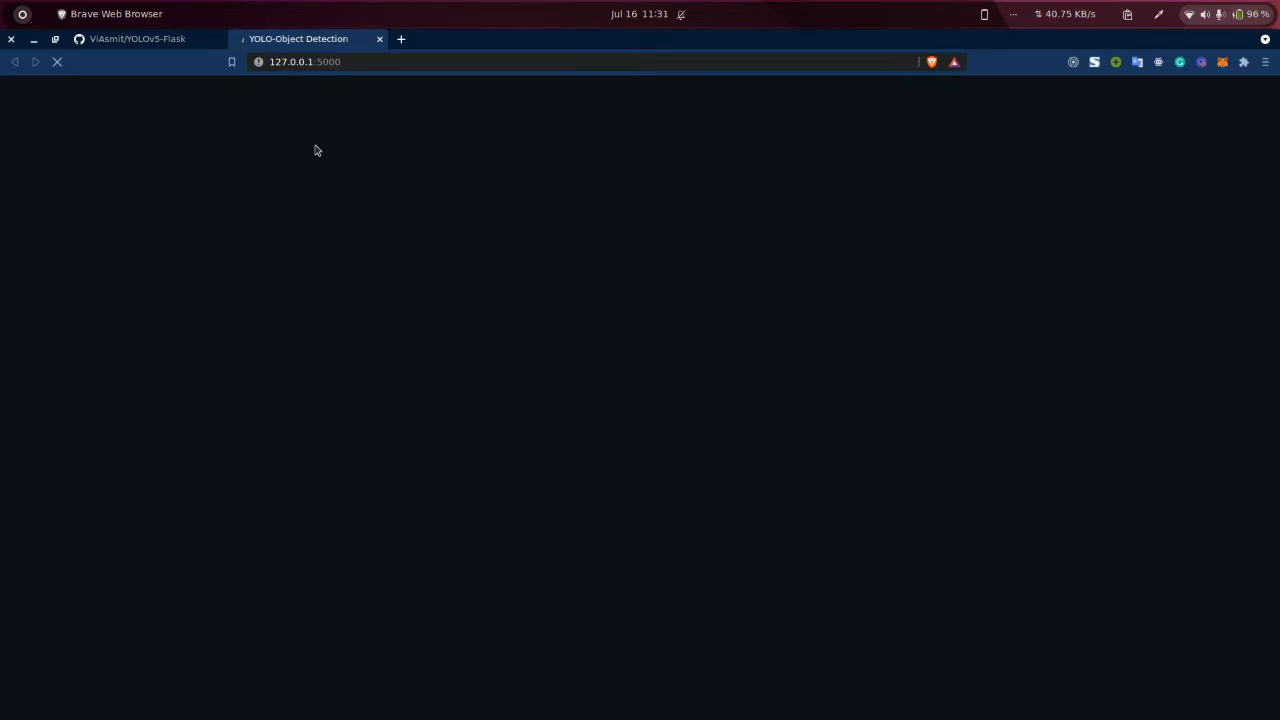 Brave Web Browser
Jul 16 11:31
...
40.75 KB/s
96 %
ViAsmit/YOLOv5-Flask
YOLO-Object Detection
127.0.0.1:5000